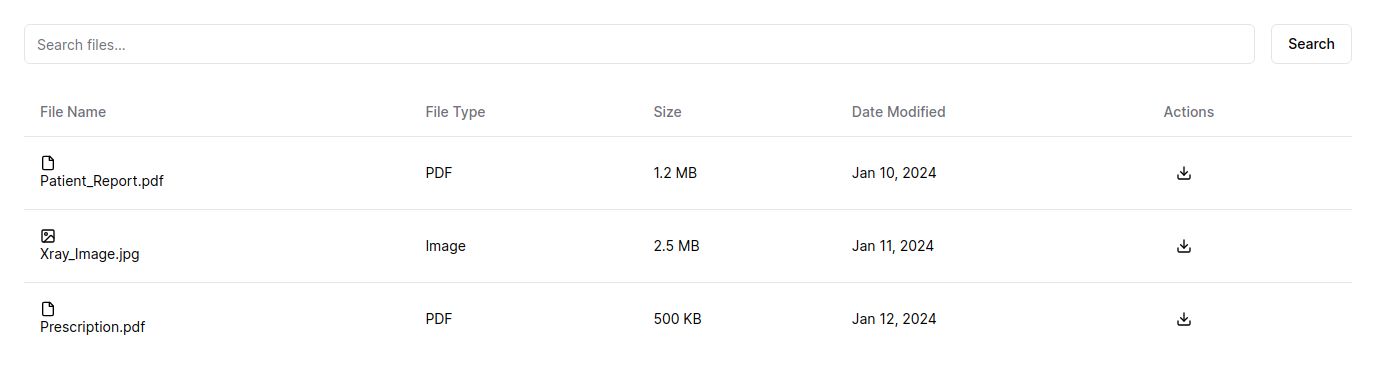 Search files...
Search
File Name File Type Size Date Modified Actions
Patient_Report.pdf PDF 1.2 MB Jan 10, 2024
Xray_Image.jpg Image 2.5 MB Jan 11, 2024
Prescription.pdf PDF 500 KB Jan 12, 2024